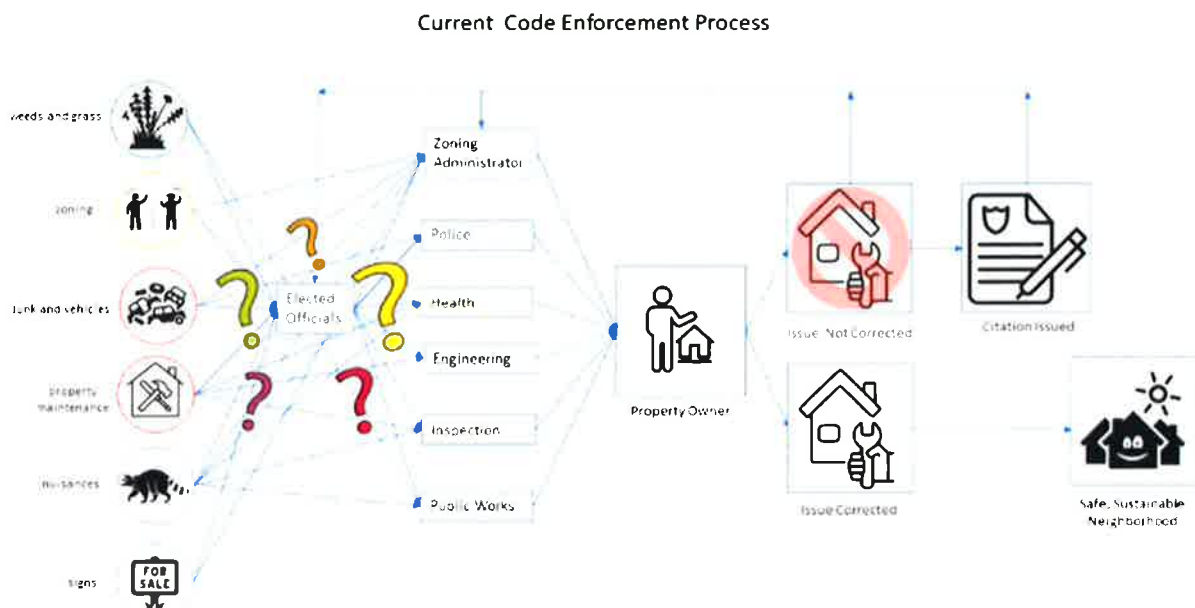 Current Code Enforcement Process
weeds and grass
zoning
Junk and vehicles
property
maintenance
nuisances
signs
FOR
SALE
?
?
?
?
?
Elected
Officials
Zoning
Administrator
Police
Health
Engineering
Inspection
Public Works
Property Owner
Issue Not Corrected
Citation Issued
Issue Corrected
Safe, Sustainable
Neighborhood